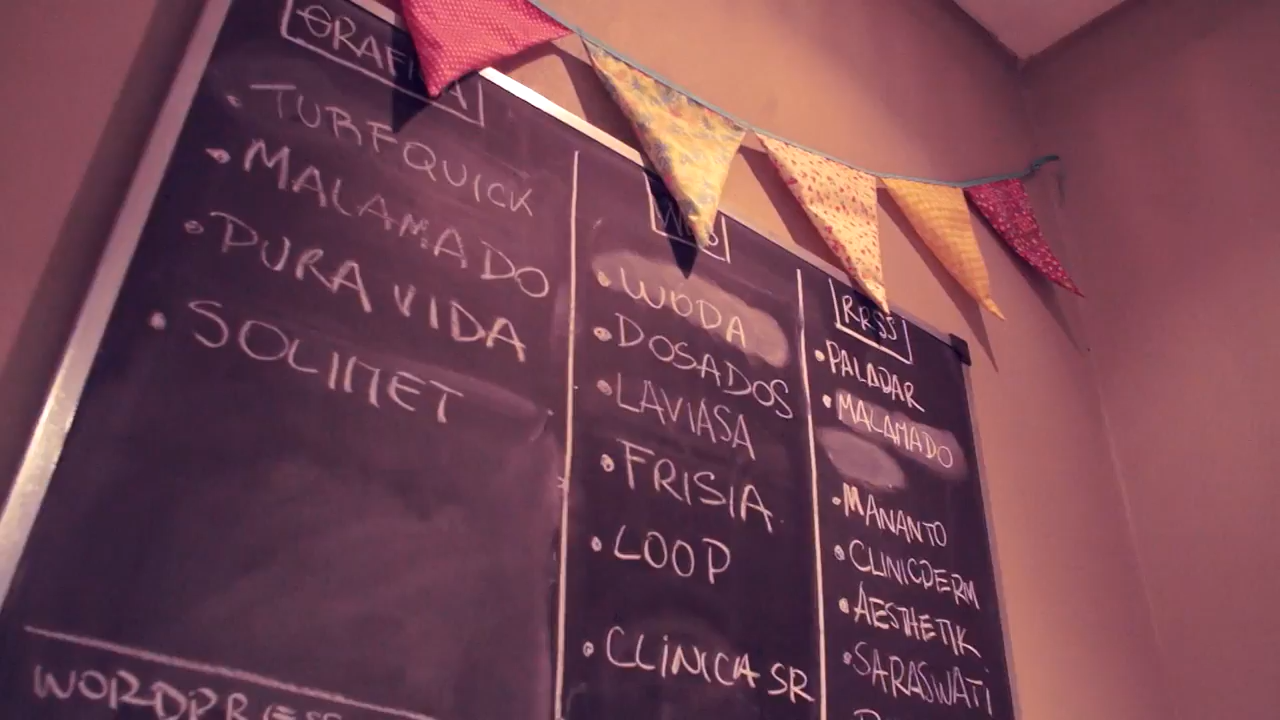 GRAFICA
TURFQUICK
MALAMADO
PURA VIDA
SOLIMET
WORDPRESS
WEB
WODA
DOSADOS
LAVIASA
FRISIA
LOOP
CLINICA SR
RRSS
PALADAR
MALAMADO
MANANTO
CLINICDERM
AESTHETIK
SARASWATI